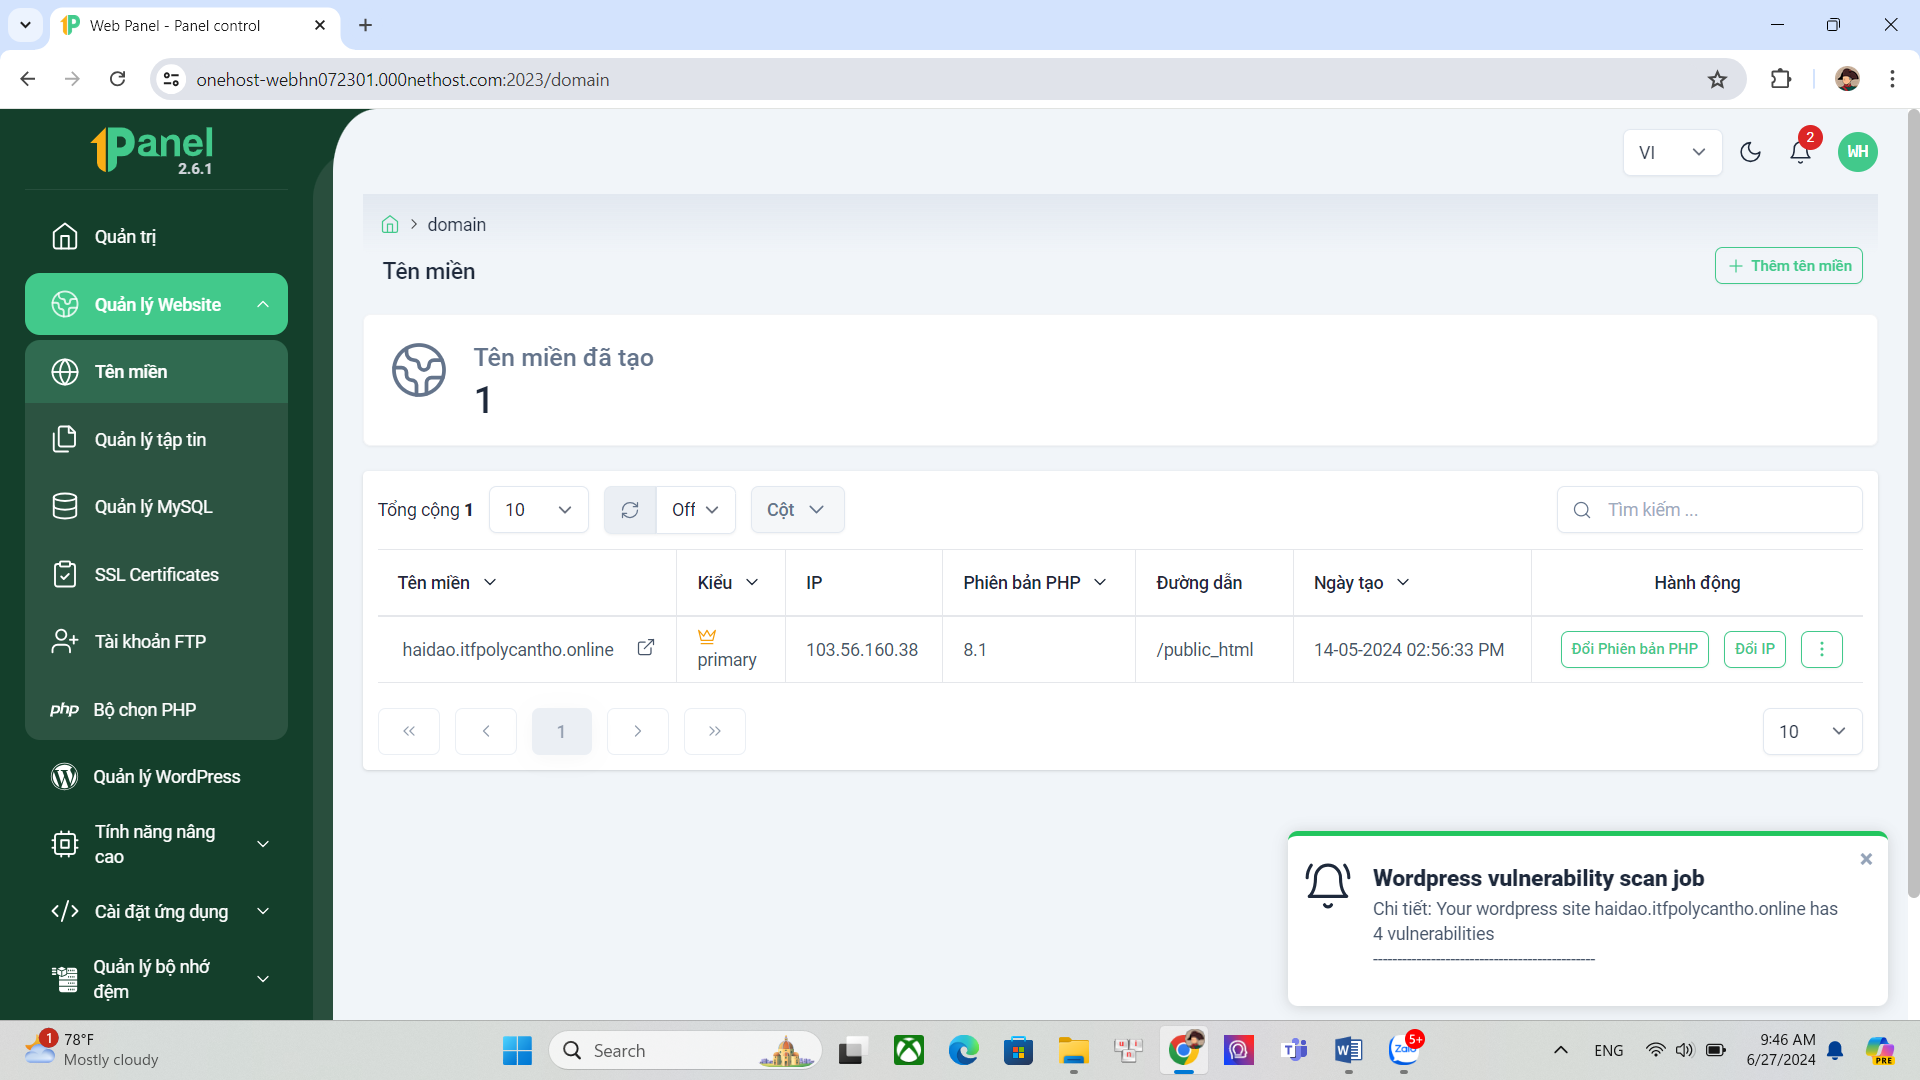 Web Panel - Panel control
onehost-webhn072301.000nethost.com:2023/domain
1Panel
2.6.1
VI
2
WH
Quản trị
Quản lý Website
Tên miền
Quản lý tập tin
Quản lý MySQL
SSL Certificates
Tài khoản FTP
php Bộ chọn PHP
Quản lý WordPress
Tính năng nâng
cao
Cài đặt ứng dụng
Quản lý bộ nhớ
đệm
domain
Tên miền
Thêm tên miền
Tên miền đã tạo
1
Tổng cộng 1 10 Off Cột Tìm kiếm ...
Tên miền Kiểu IP Phiên bản PHP Đường dẫn Ngày tạo Hành động
haidao.itfpolycantho.online primary 103.56.160.38 8.1 /public_html 14-05-2024 02:56:33 PM Đổi Phiên bản PHP Đổi IP
« ‹ 1 › » 10
Wordpress vulnerability scan job
Chi tiết: Your wordpress site haidao.itfpolycantho.online has
4 vulnerabilities
----------------------------------------------
1
78°F
Mostly cloudy
Search
Zalo
5+
ENG
9:46 AM
6/27/2024
PRE